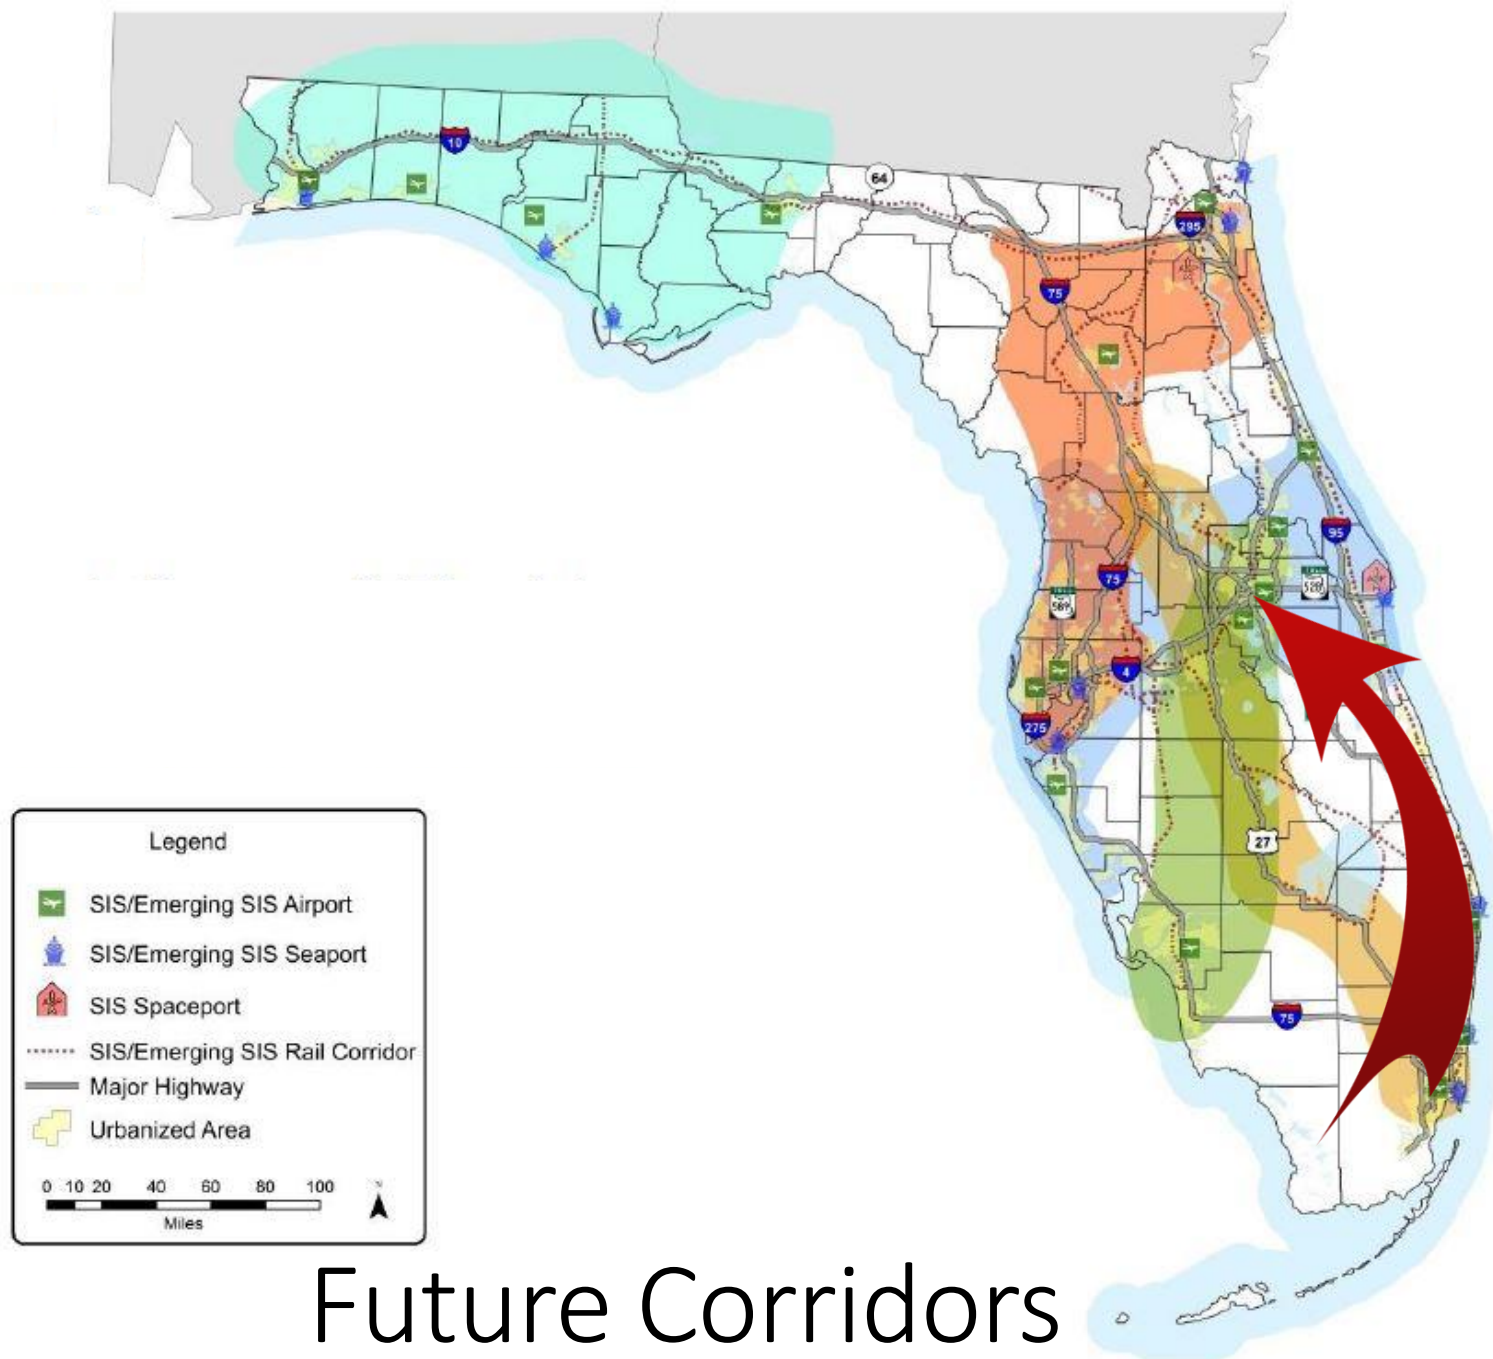 10
64
295
75
95
528
75
589
4
275
27
75
Legend
SIS/Emerging SIS Airport
SIS/Emerging SIS Seaport
SIS Spaceport
SIS/Emerging SIS Rail Corridor
Major Highway
Urbanized Area
0 10 20 40 60 80 100
Miles
N
Future Corridors